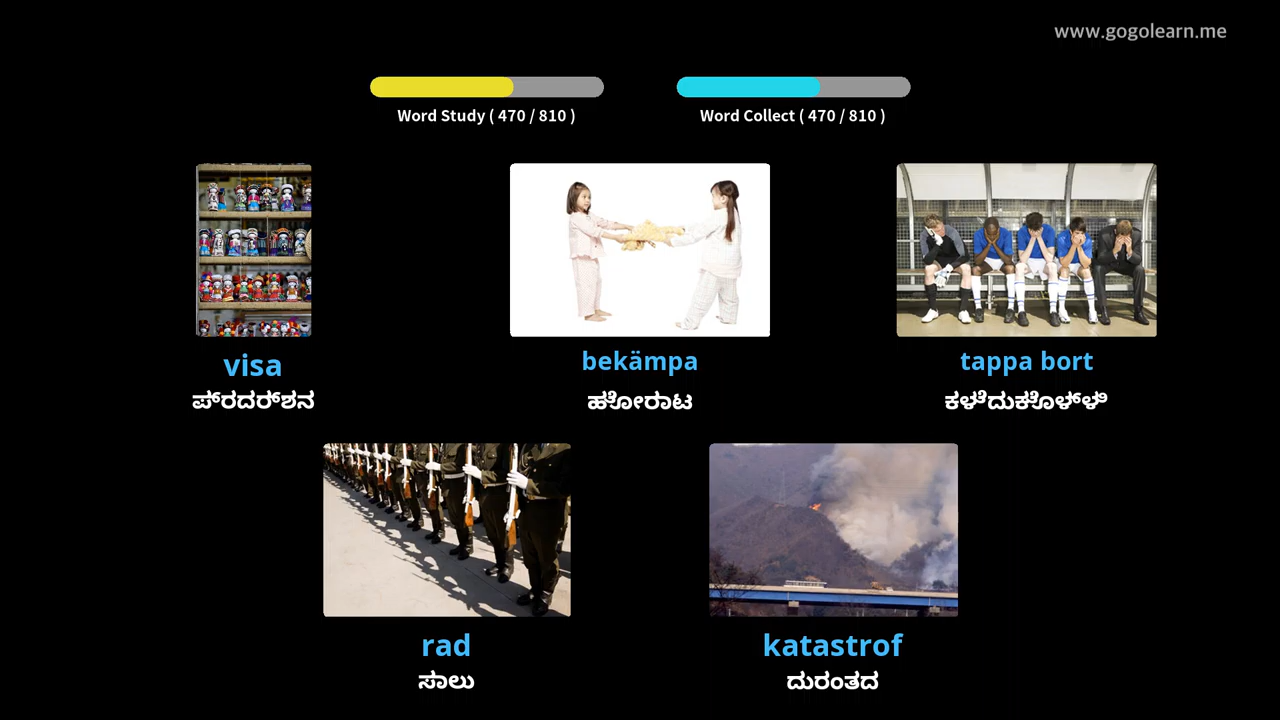 www.gogolearn.me
Word Study ( 470 / 810 )
Word Collect ( 470 / 810 )
visa
ಪ್ರದರ್ಶನ
bekämpa
ಹೋರಾಟ
tappa bort
ಕಳೆದುಕೊಳ್ಳಿ
rad
ಸಾಲು
katastrof
ದುರಂತದ